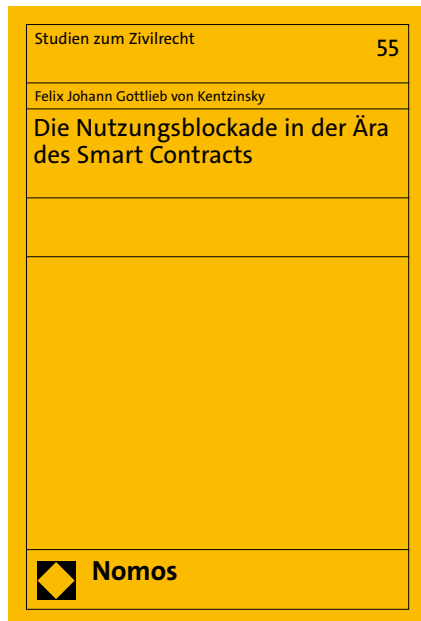 Studien zum Zivilrecht
55
Felix Johann Gottlieb von Kentzinsky
Die Nutzungsblockade in der Ära
des Smart Contracts
Nomos